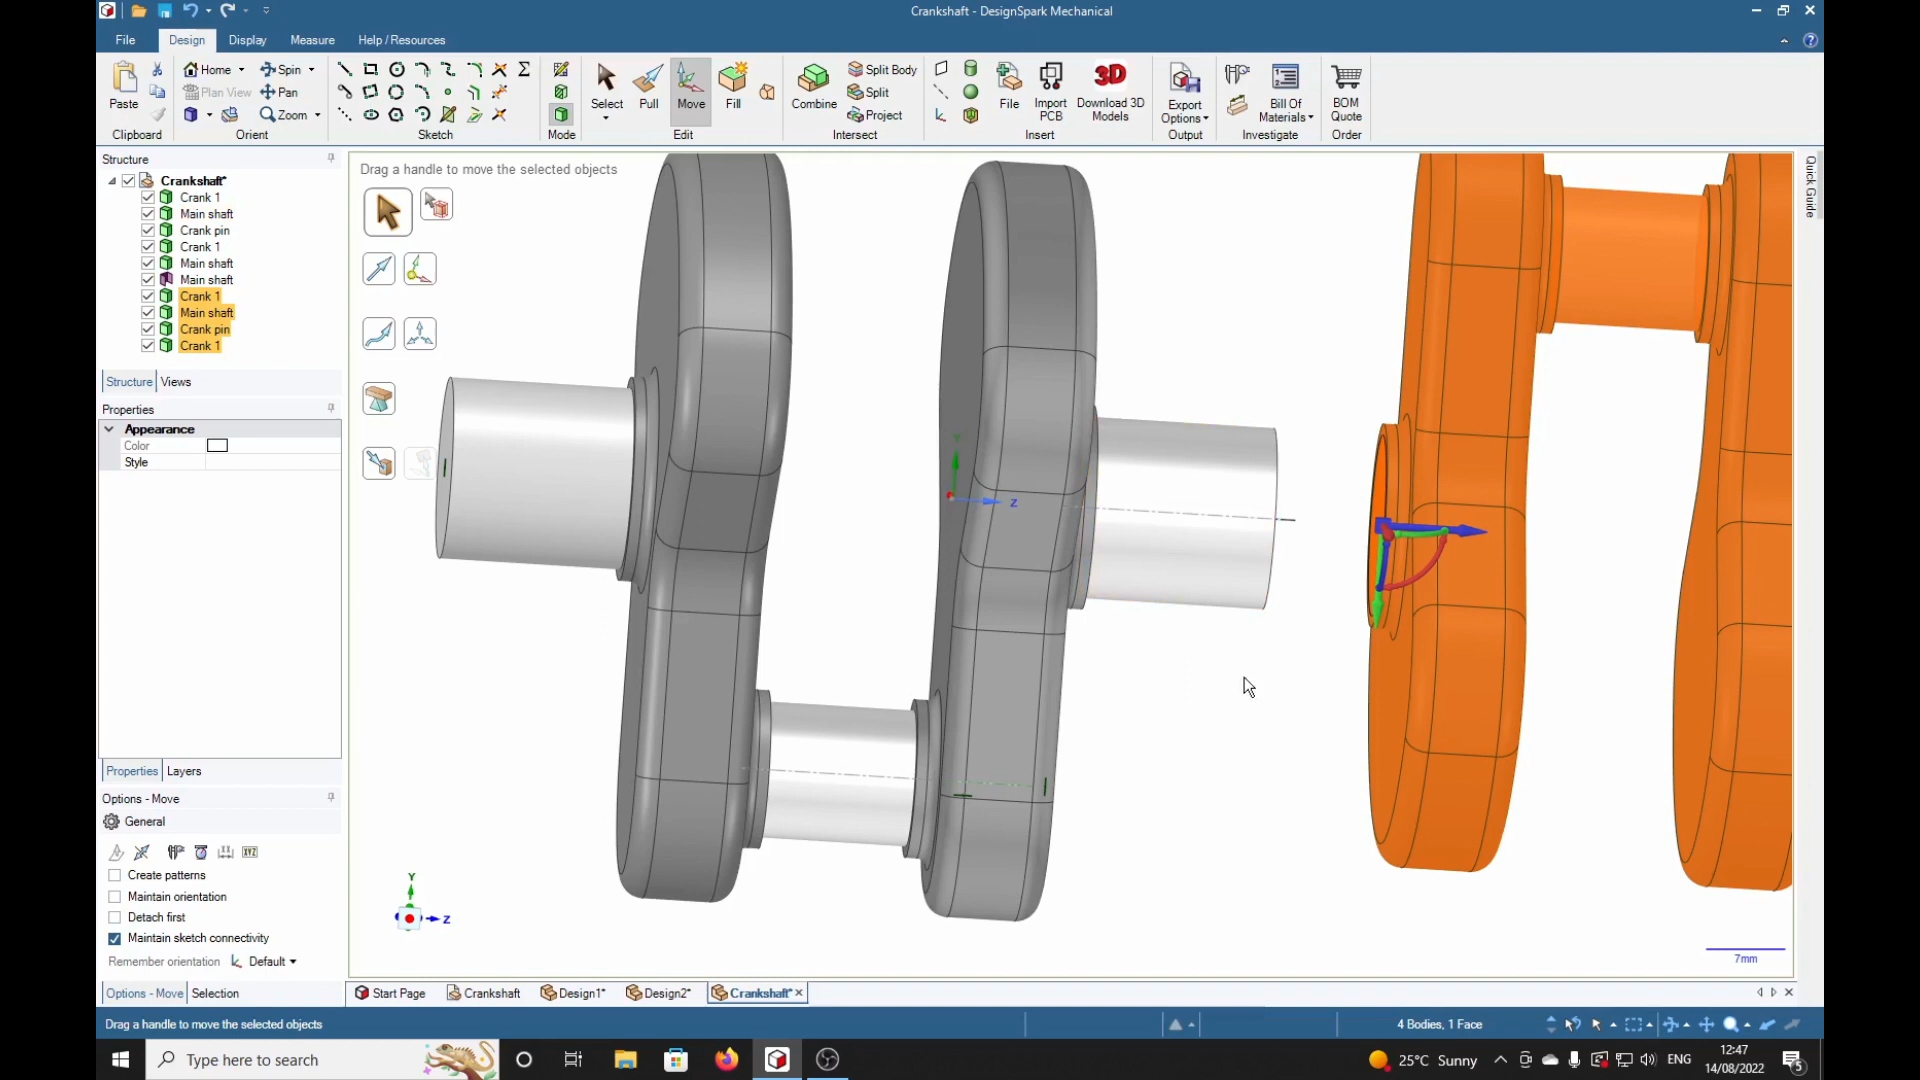 Crankshaft - DesignSpark Mechanical
File Design Display Measure Help / Resources
Paste
Clipboard
Home Spin
Plan View Pan
Zoom
Orient
Sketch
Mode
Select Pull Move Fill
Edit
Combine
Split Body
Split
Project
Intersect
File Import PCB Download 3D Models
3D
Insert
Export Options
Output
Bill Of Materials
Investigate
BOM Quote
Order
Structure
Crankshaft*
Crank 1
Main shaft
Crank pin
Crank 1
Main shaft
Main shaft
Crank 1
Main shaft
Crank pin
Crank 1
Structure Views
Properties
Appearance
Color
Style
Properties Layers
Options - Move
General
XYZ
Create patterns
Maintain orientation
Detach first
Maintain sketch connectivity
Remember orientation Default
Options - Move Selection
Drag a handle to move the selected objects
Quick Guide
Y
Z
Y
Z
7mm
Start Page Crankshaft Design1* Design2* Crankshaft*
Drag a handle to move the selected objects
4 Bodies, 1 Face
Type here to search
25°C Sunny
ENG
12:47
14/08/2022
5